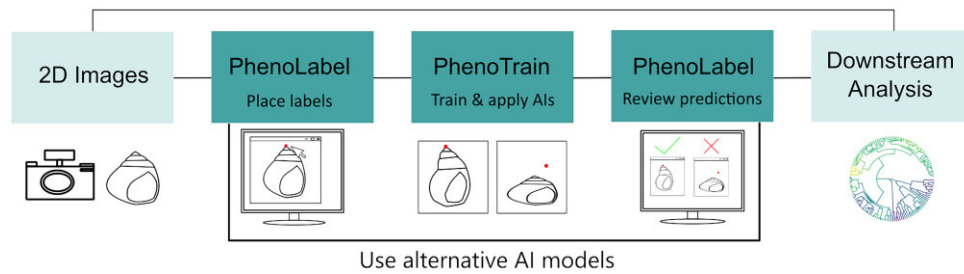 2D Images
PhenoLabel
Place labels
PhenoTrain
Train & apply AIs
PhenoLabel
Review predictions
Downstream
Analysis
Use alternative AI models